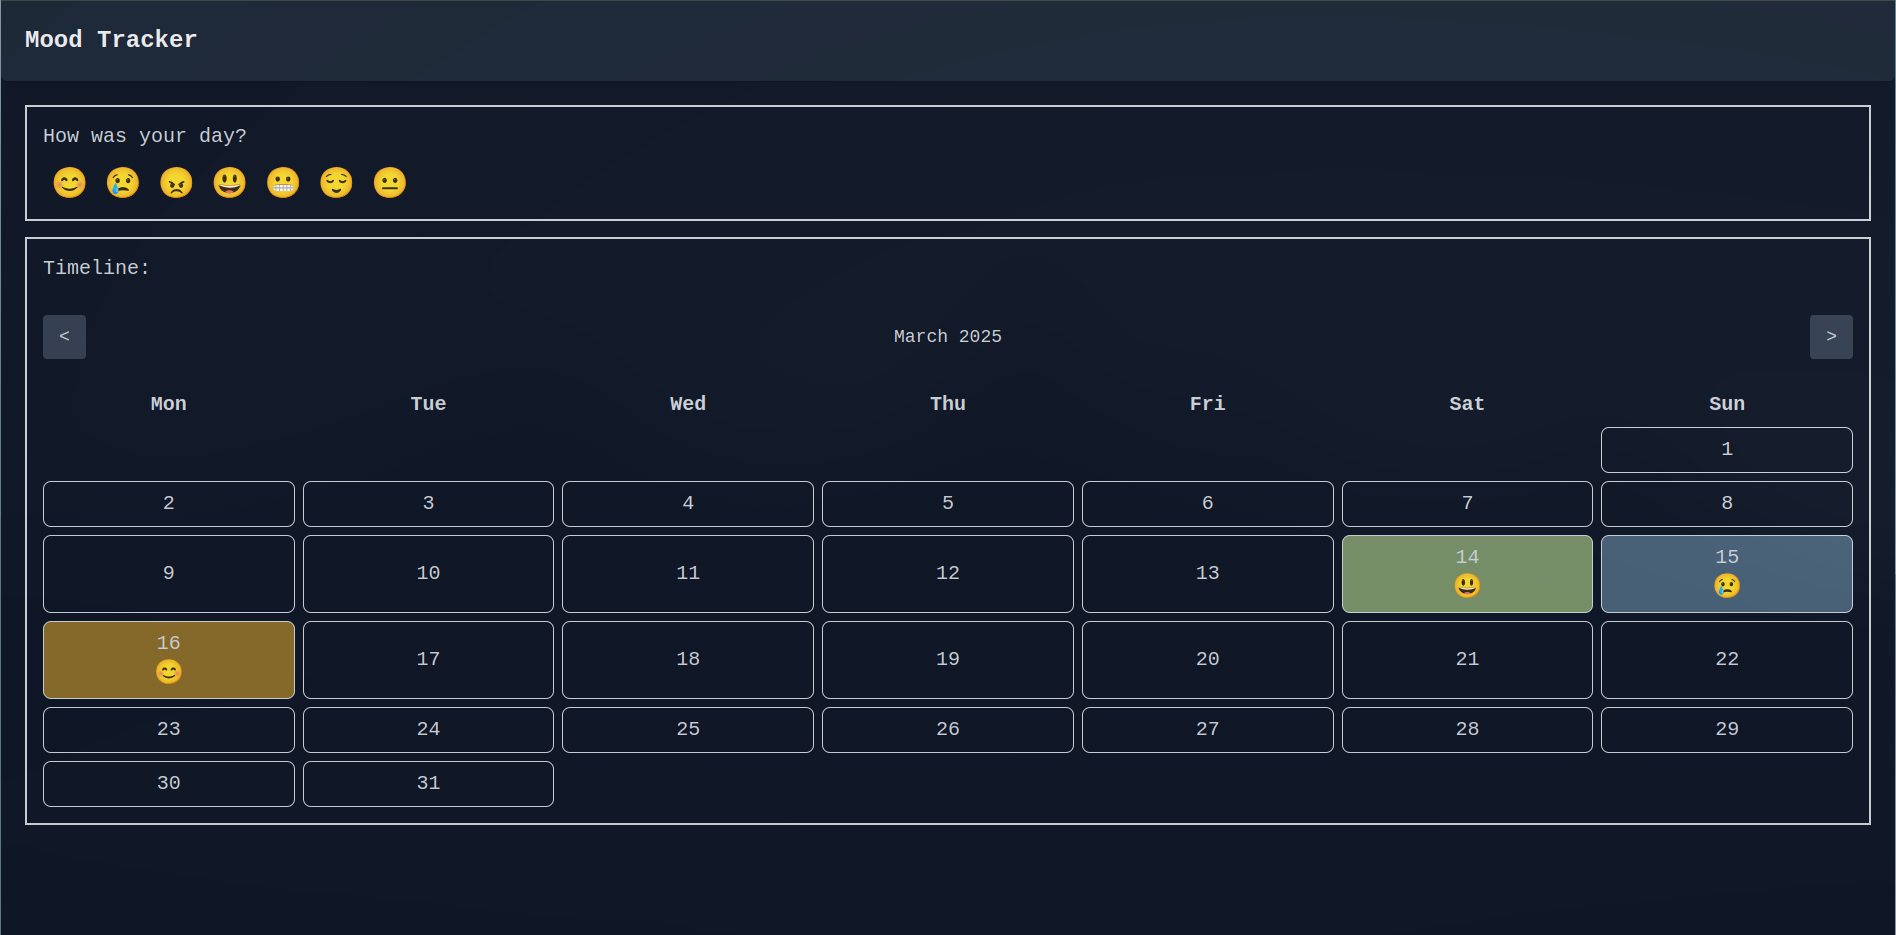 Mood Tracker
How was your day?
😊 😢 😠 😃 😬 😌 😐
Timeline:
< March 2025 >
Mon Tue Wed Thu Fri Sat Sun
1
2 3 4 5 6 7 8
9 10 11 12 13 14 15
😃 😢
16 17 18 19 20 21 22
😊
23 24 25 26 27 28 29
30 31